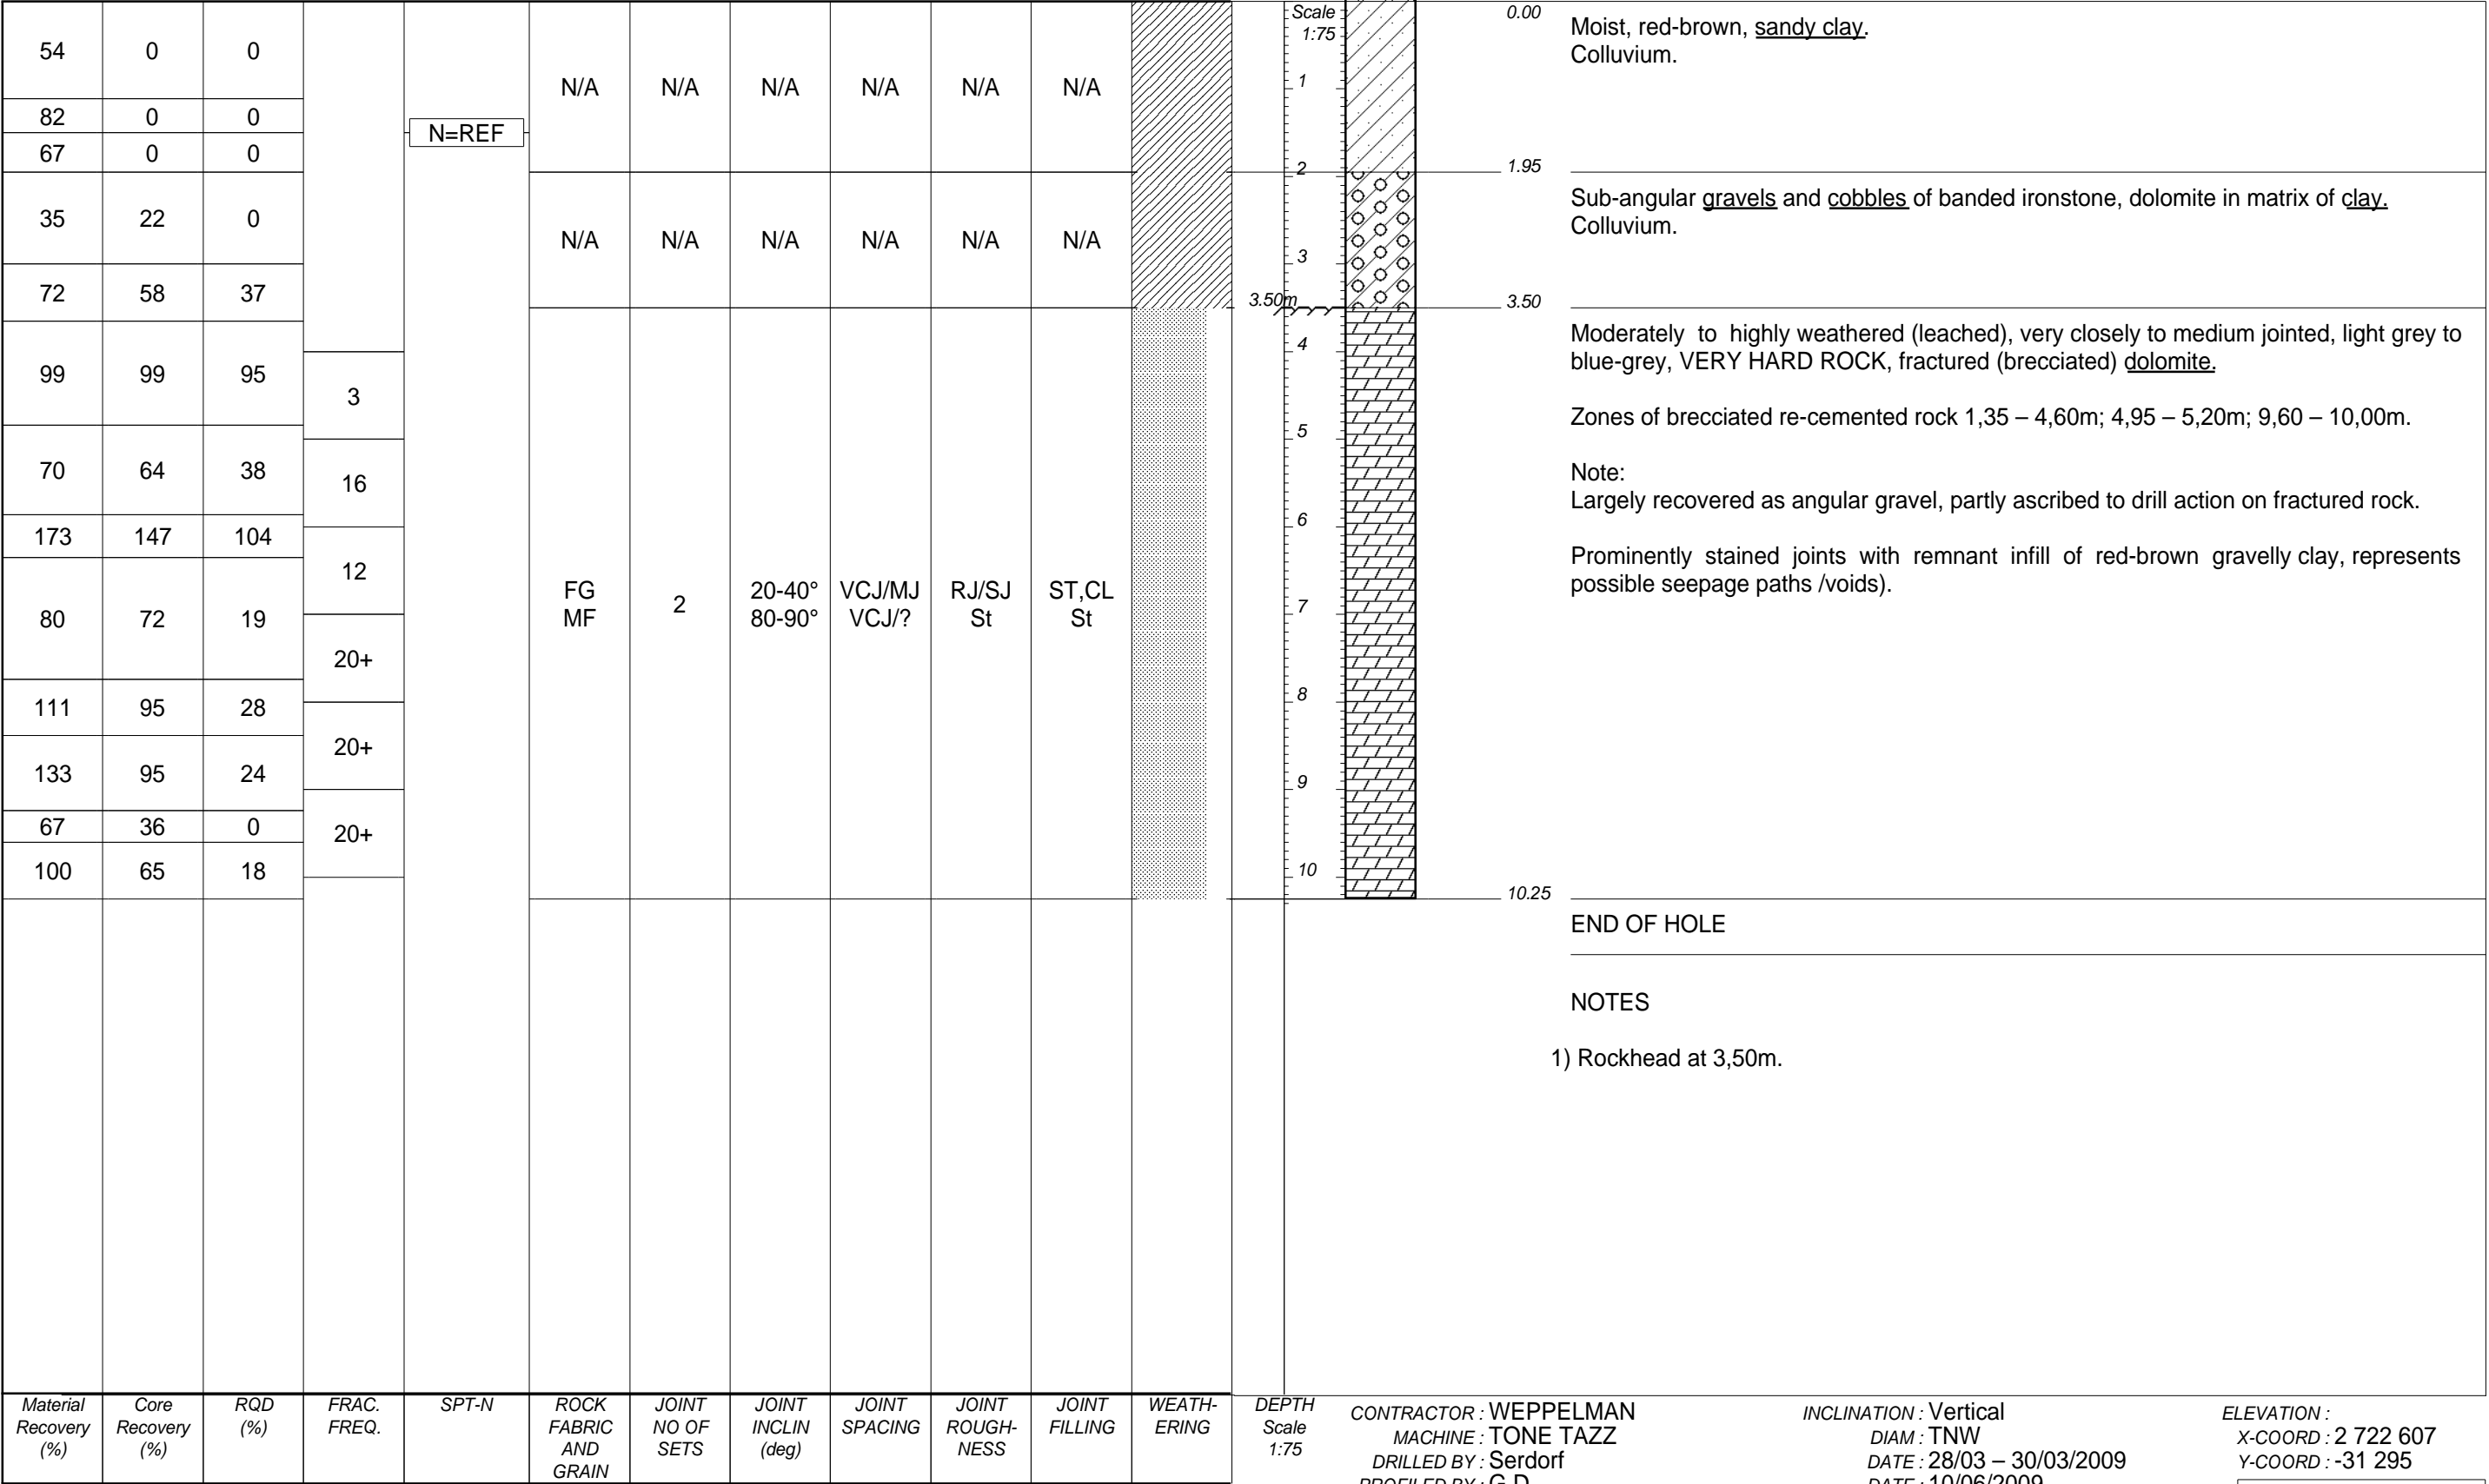 54 0 0
82 0 0
67 0 0
35 22 0
72 58 37
99 99 95
70 64 38
173 147 104
80 72 19
111 95 28
133 95 24
67 36 0
100 65 18
3
16
12
20+
20+
20+
N=REF
N/A N/A N/A N/A N/A N/A
N/A N/A N/A N/A N/A N/A
FG
MF
2
20-40°
80-90°
VCJ/MJ
VCJ/?
RJ/SJ
St
ST,CL
St
Scale
1:75
1
2
3
3.50m
4
5
6
7
8
9
10
0.00
Moist, red-brown, sandy clay.
Colluvium.
1.95
Sub-angular gravels and cobbles of banded ironstone, dolomite in matrix of clay.
Colluvium.
3.50
Moderately to highly weathered (leached), very closely to medium jointed, light grey to
blue-grey, VERY HARD ROCK, fractured (brecciated) dolomite.
Zones of brecciated re-cemented rock 1,35 – 4,60m; 4,95 – 5,20m; 9,60 – 10,00m.
Note:
Largely recovered as angular gravel, partly ascribed to drill action on fractured rock.
Prominently stained joints with remnant infill of red-brown gravelly clay, represents
possible seepage paths /voids).
10.25
END OF HOLE
NOTES
1) Rockhead at 3,50m.
Material
Recovery
(%)
Core
Recovery
(%)
RQD
(%)
FRAC.
FREQ.
SPT-N
ROCK
FABRIC
AND
GRAIN
JOINT
NO OF
SETS
JOINT
INCLIN
(deg)
JOINT
SPACING
JOINT
ROUGH-
NESS
JOINT
FILLING
WEATH-
ERING
DEPTH
Scale
1:75
CONTRACTOR : WEPPELMAN
MACHINE : TONE TAZZ
DRILLED BY : Serdorf
PROFILED BY : G.D.
INCLINATION : Vertical
DIAM : TNW
DATE : 28/03 – 30/03/2009
DATE : 10/06/2009
ELEVATION :
X-COORD : 2 722 607
Y-COORD : -31 295